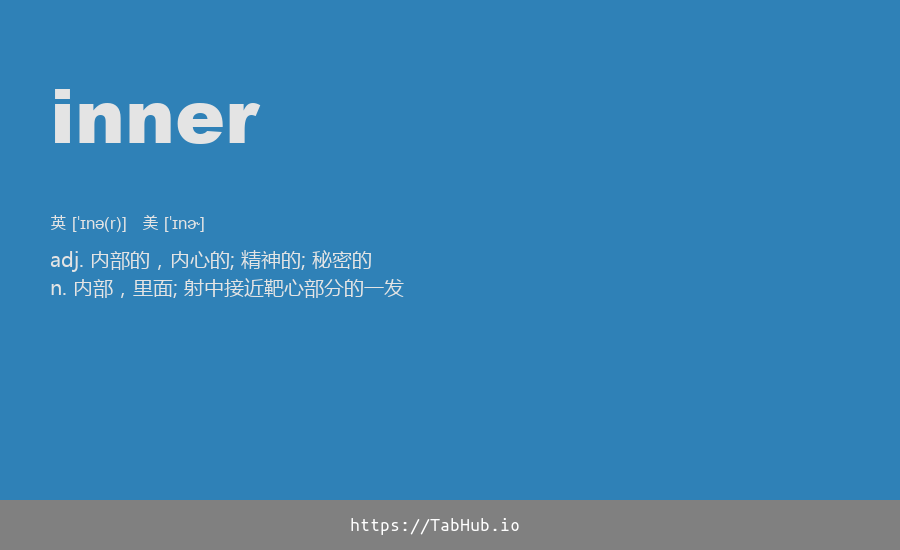 inner
英 [ˈɪnə(r)] 美 [ˈɪnɚ]
adj. 内部的，内心的; 精神的; 秘密的
n. 内部，里面; 射中接近靶心部分的一发
https://TabHub.io